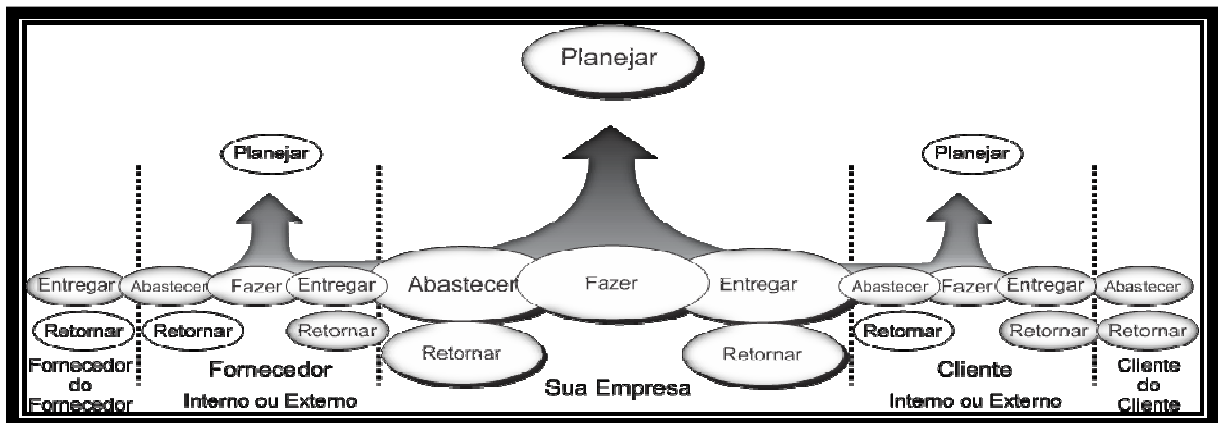 Planejar
Planejar
Planejar
Entregar
Abastecer
Fazer
Entregar
Abastecer
Fazer
Entregar
Abastecer
Fazer
Entregar
Abastecer
Retornar
Retornar
Retornar
Retornar
Retornar
Retornar
Retornar
Retornar
Fornecedor
do
Fornecedor
Fornecedor
Interno ou Externo
Sua Empresa
Cliente
Interno ou Externo
Cliente
do
Cliente